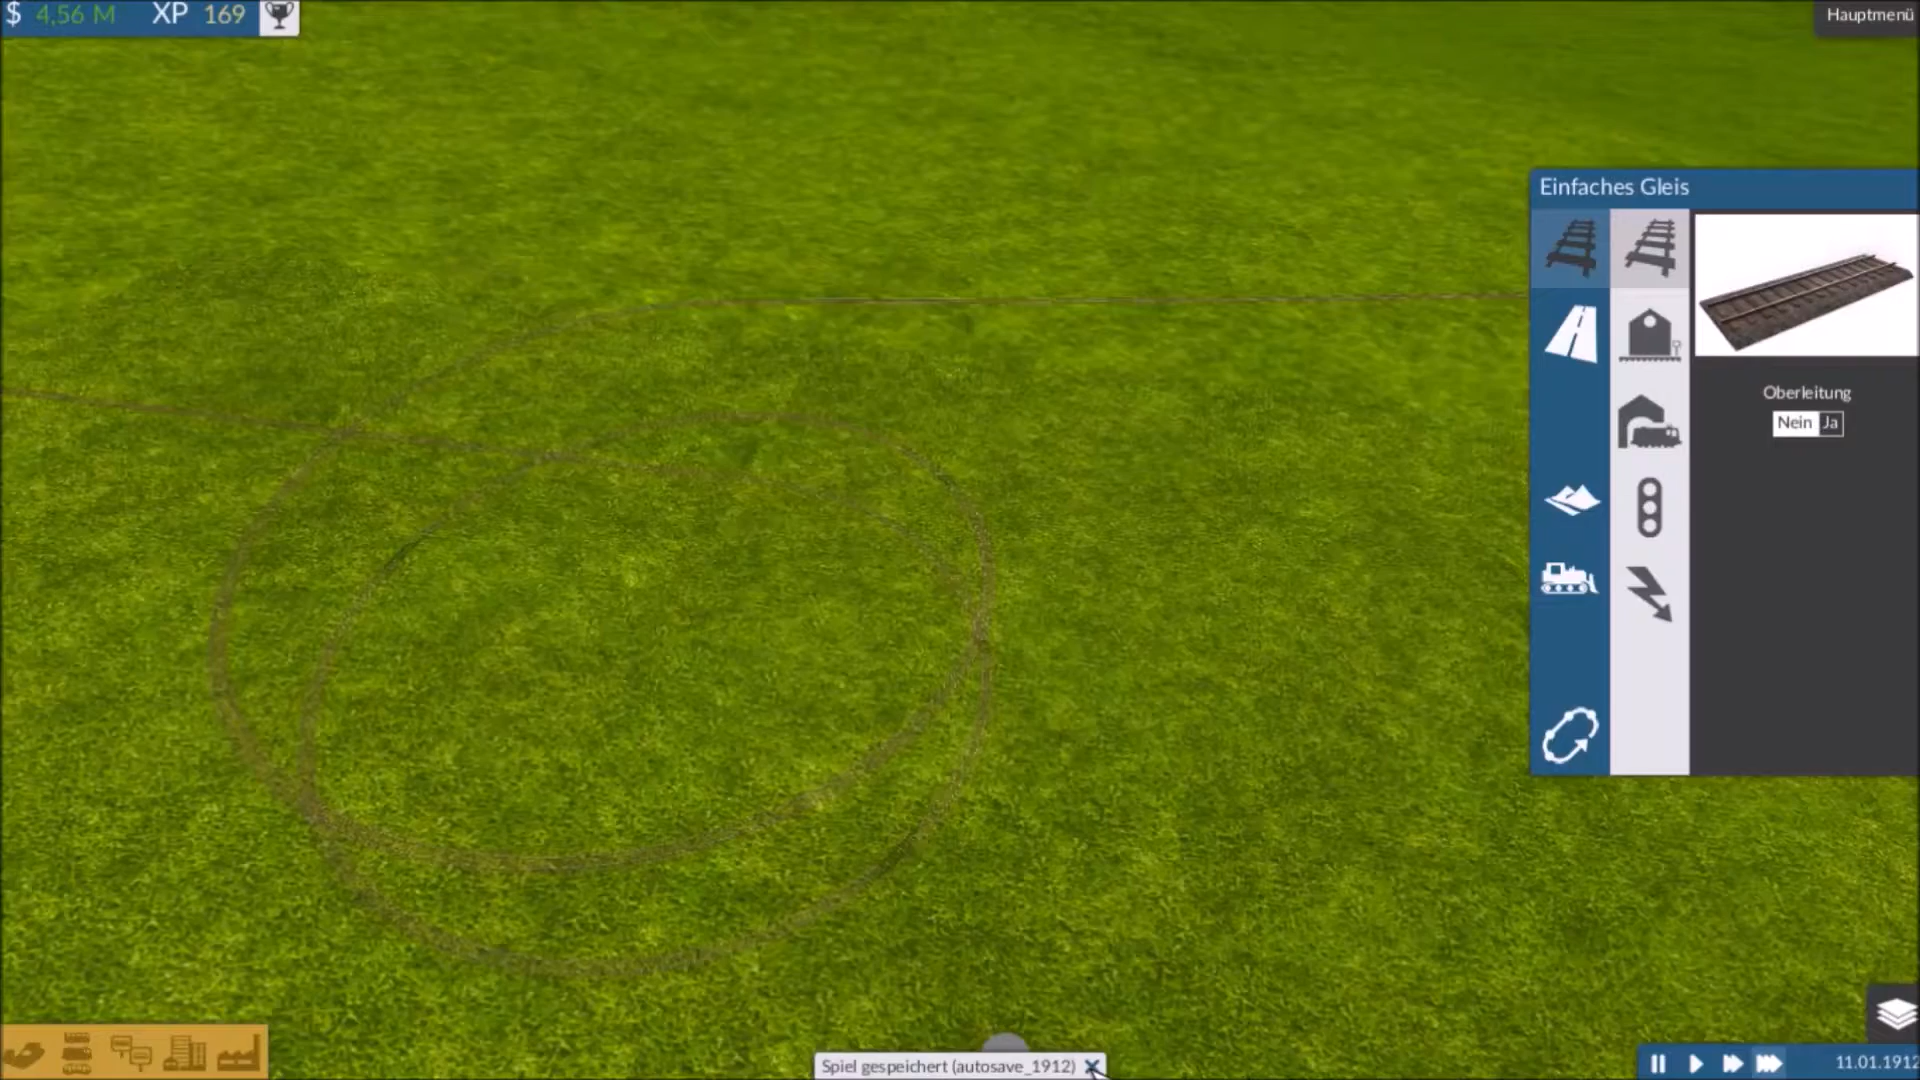 $ 4,56 M XP 169
Hauptmenü
Einfaches Gleis
Oberleitung
Nein Ja
Spiel gespeichert (autosave_1912)
11.01.1912